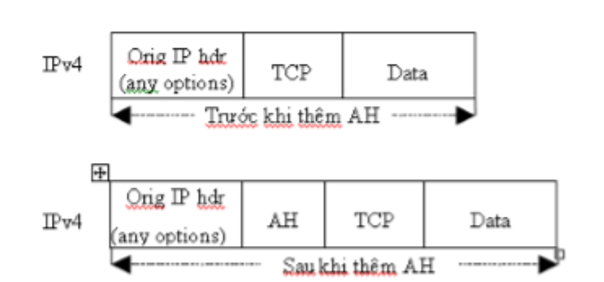 IPv4
Orig IP hdr
(any options)
TCP
Data
Trước khi thêm AH
IPv4
Orig IP hdr
(any options)
AH
TCP
Data
Sau khi thêm AH